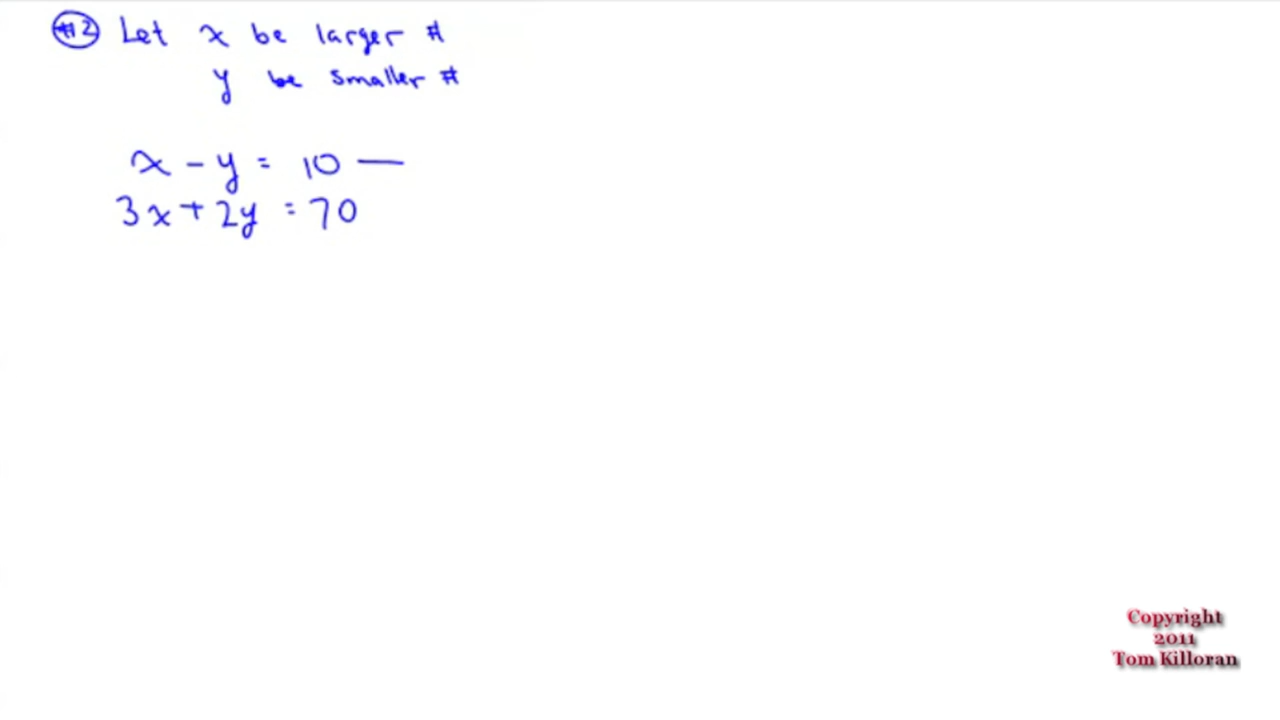 #2 Let x be larger #
y be smaller #
x - y = 10 —
3x + 2y = 70
Copyright
2011
Tom Killoran